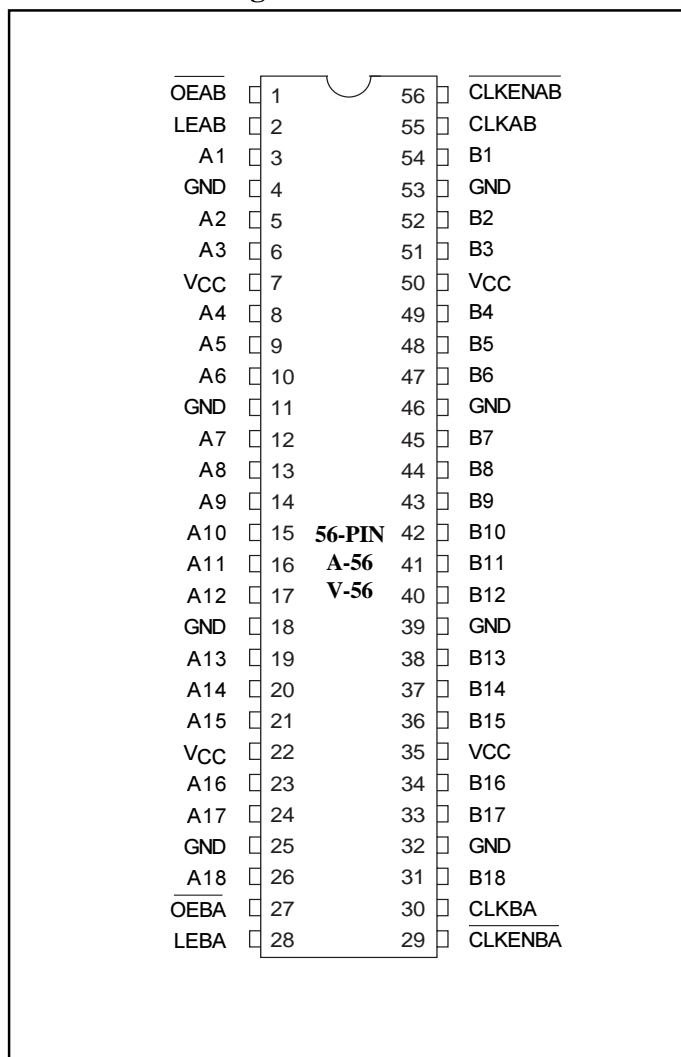 OEAB 1 56 CLKENAB
LEAB 2 55 CLKAB
A1 3 54 B1
GND 4 53 GND
A2 5 52 B2
A3 6 51 B3
VCC 7 50 VCC
A4 8 49 B4
A5 9 48 B5
A6 10 47 B6
GND 11 46 GND
A7 12 45 B7
A8 13 44 B8
A9 14 43 B9
A10 15 56-PIN 42 B10
A11 16 A-56 41 B11
A12 17 V-56 40 B12
GND 18 39 GND
A13 19 38 B13
A14 20 37 B14
A15 21 36 B15
VCC 22 35 VCC
A16 23 34 B16
A17 24 33 B17
GND 25 32 GND
A18 26 31 B18
OEBA 27 30 CLKBA
LEBA 28 29 CLKENBA